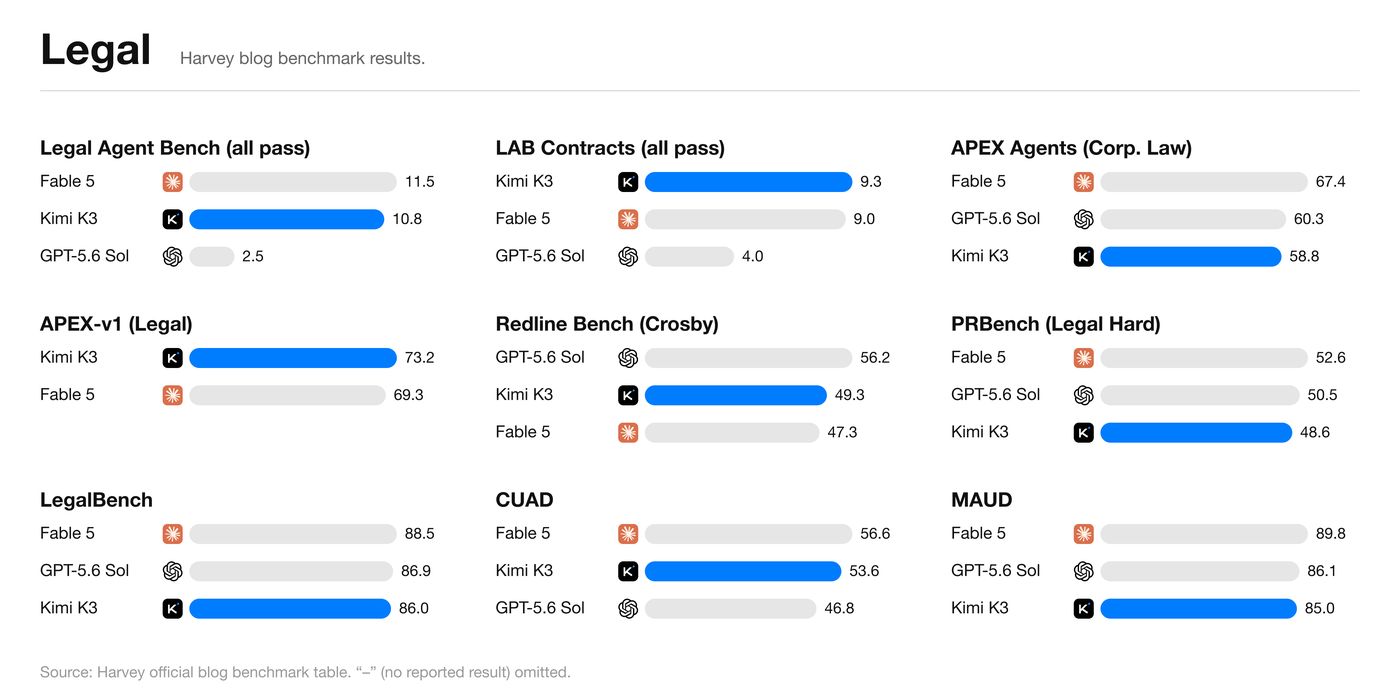 Legal Harvey blog benchmark results.
Legal Agent Bench (all pass)
Fable 5 11.5
Kimi K3 10.8
GPT-5.6 Sol 2.5
LAB Contracts (all pass)
Kimi K3 9.3
Fable 5 9.0
GPT-5.6 Sol 4.0
APEX Agents (Corp. Law)
Fable 5 67.4
GPT-5.6 Sol 60.3
Kimi K3 58.8
APEX-v1 (Legal)
Kimi K3 73.2
Fable 5 69.3
Redline Bench (Crosby)
GPT-5.6 Sol 56.2
Kimi K3 49.3
Fable 5 47.3
PRBench (Legal Hard)
Fable 5 52.6
GPT-5.6 Sol 50.5
Kimi K3 48.6
LegalBench
Fable 5 88.5
GPT-5.6 Sol 86.9
Kimi K3 86.0
CUAD
Fable 5 56.6
Kimi K3 53.6
GPT-5.6 Sol 46.8
MAUD
Fable 5 89.8
GPT-5.6 Sol 86.1
Kimi K3 85.0
Source: Harvey official blog benchmark table. “–” (no reported result) omitted.